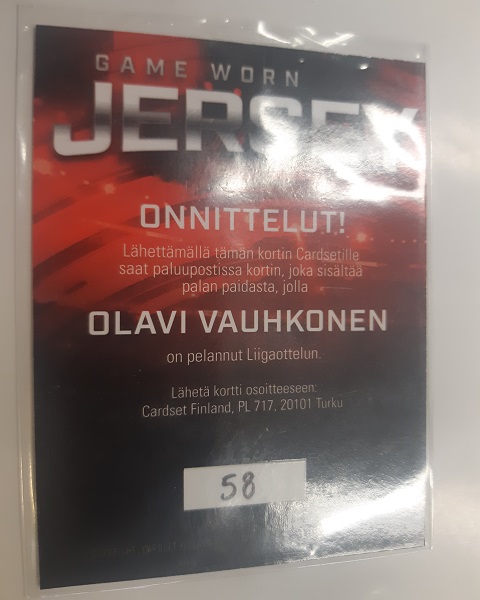 GAME WORN
JERSEY
ONNITTELUT!
Lähettämällä tämän kortin Cardsetille
saat paluupostissa kortin, joka sisältää
palan paidasta, jolla
OLAVI VAUHKONEN
on pelannut Liigaottelun.
Lähetä kortti osoitteeseen:
Cardset Finland, PL 717, 20101 Turku
58